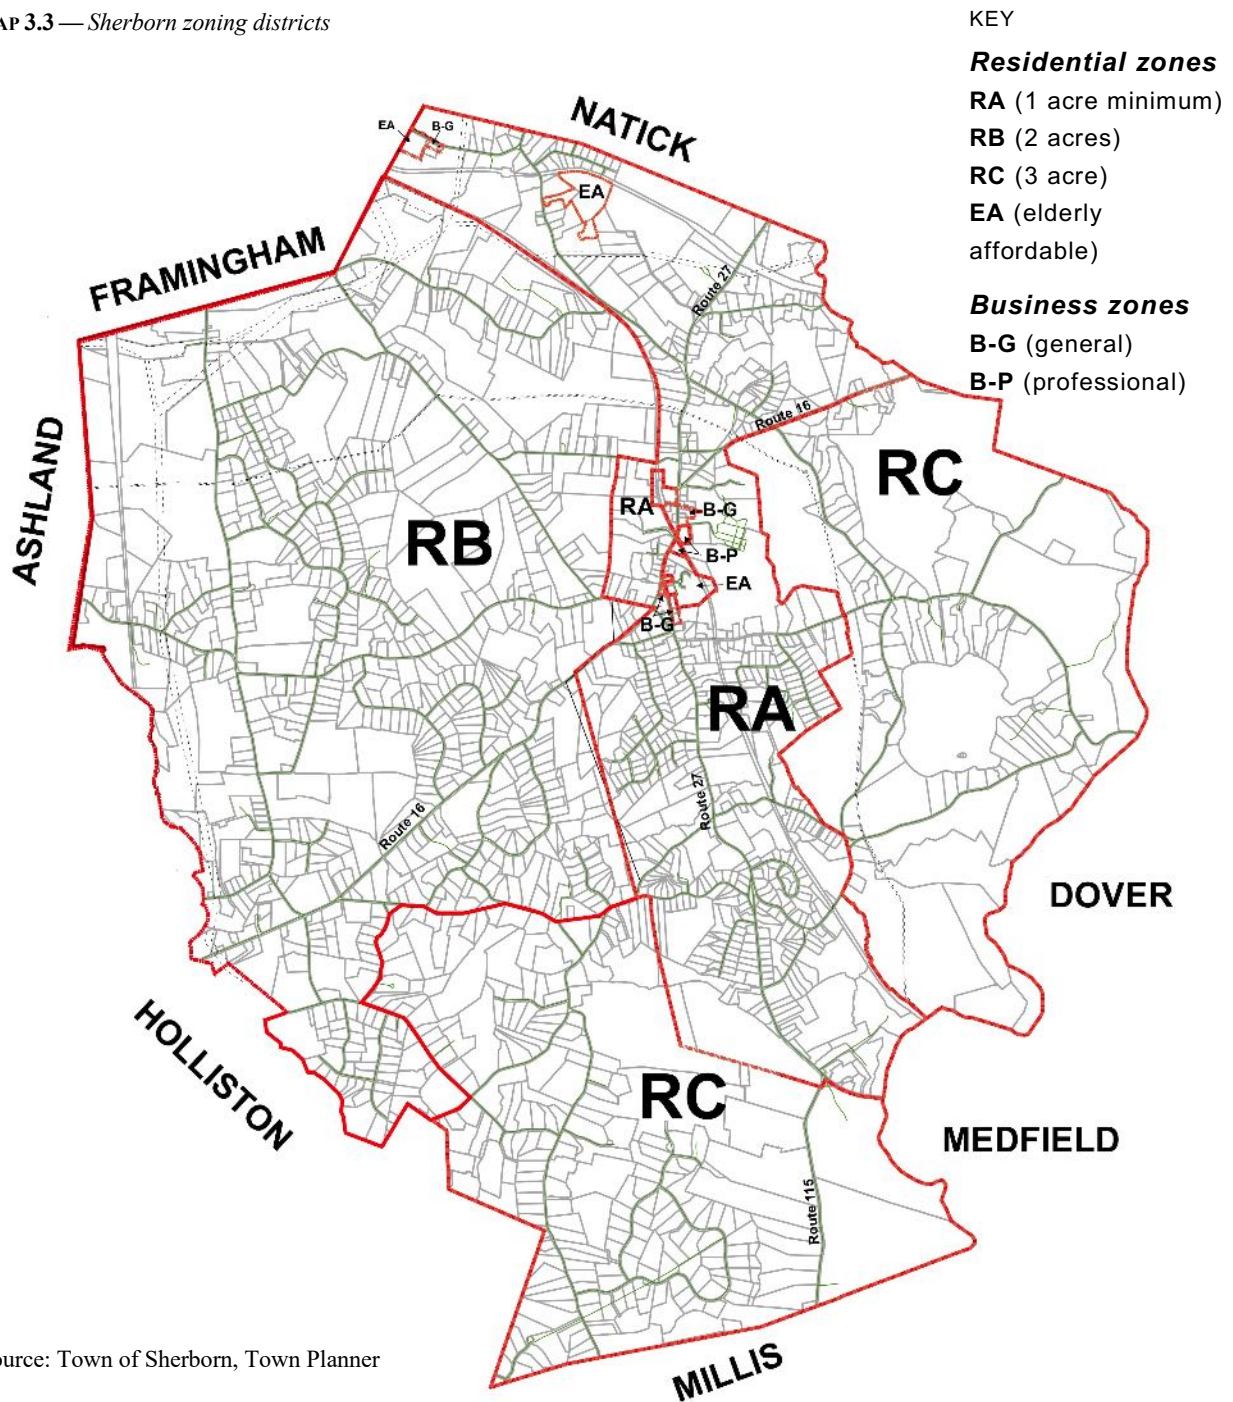 AP 3.3 — Sherborn zoning districts
KEY
Residential zones
RA (1 acre minimum)
RB (2 acres)
RC (3 acre)
EA (elderly
affordable)
Business zones
B-G (general)
B-P (professional)
NATICK
EA
B-G
EA
FRAMINGHAM
Route 27
ASHLAND
Route 16
RC
RB
RA
B-G
B-P
EA
B-G
RA
Route 27
Route 16
DOVER
HOLLISTON
RC
MEDFIELD
Route 115
MILLIS
ource: Town of Sherborn, Town Planner